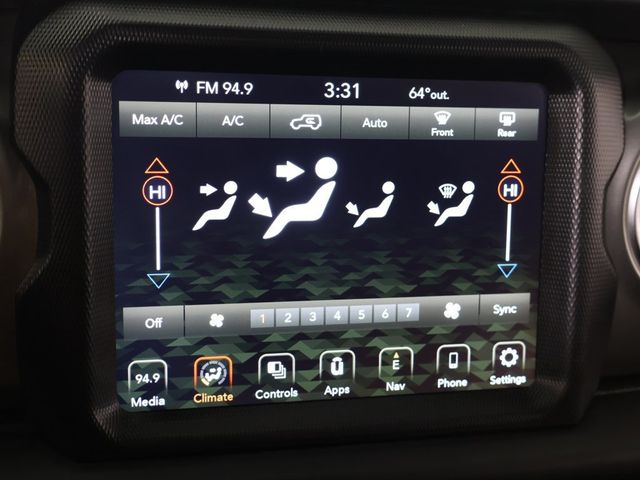 FM 94.9 3:31 64°out.
Max A/C A/C Auto Front Rear
HI HI
Off 1 2 3 4 5 6 7 Sync
94.9 E
Media Climate Controls Apps Nav Phone Settings